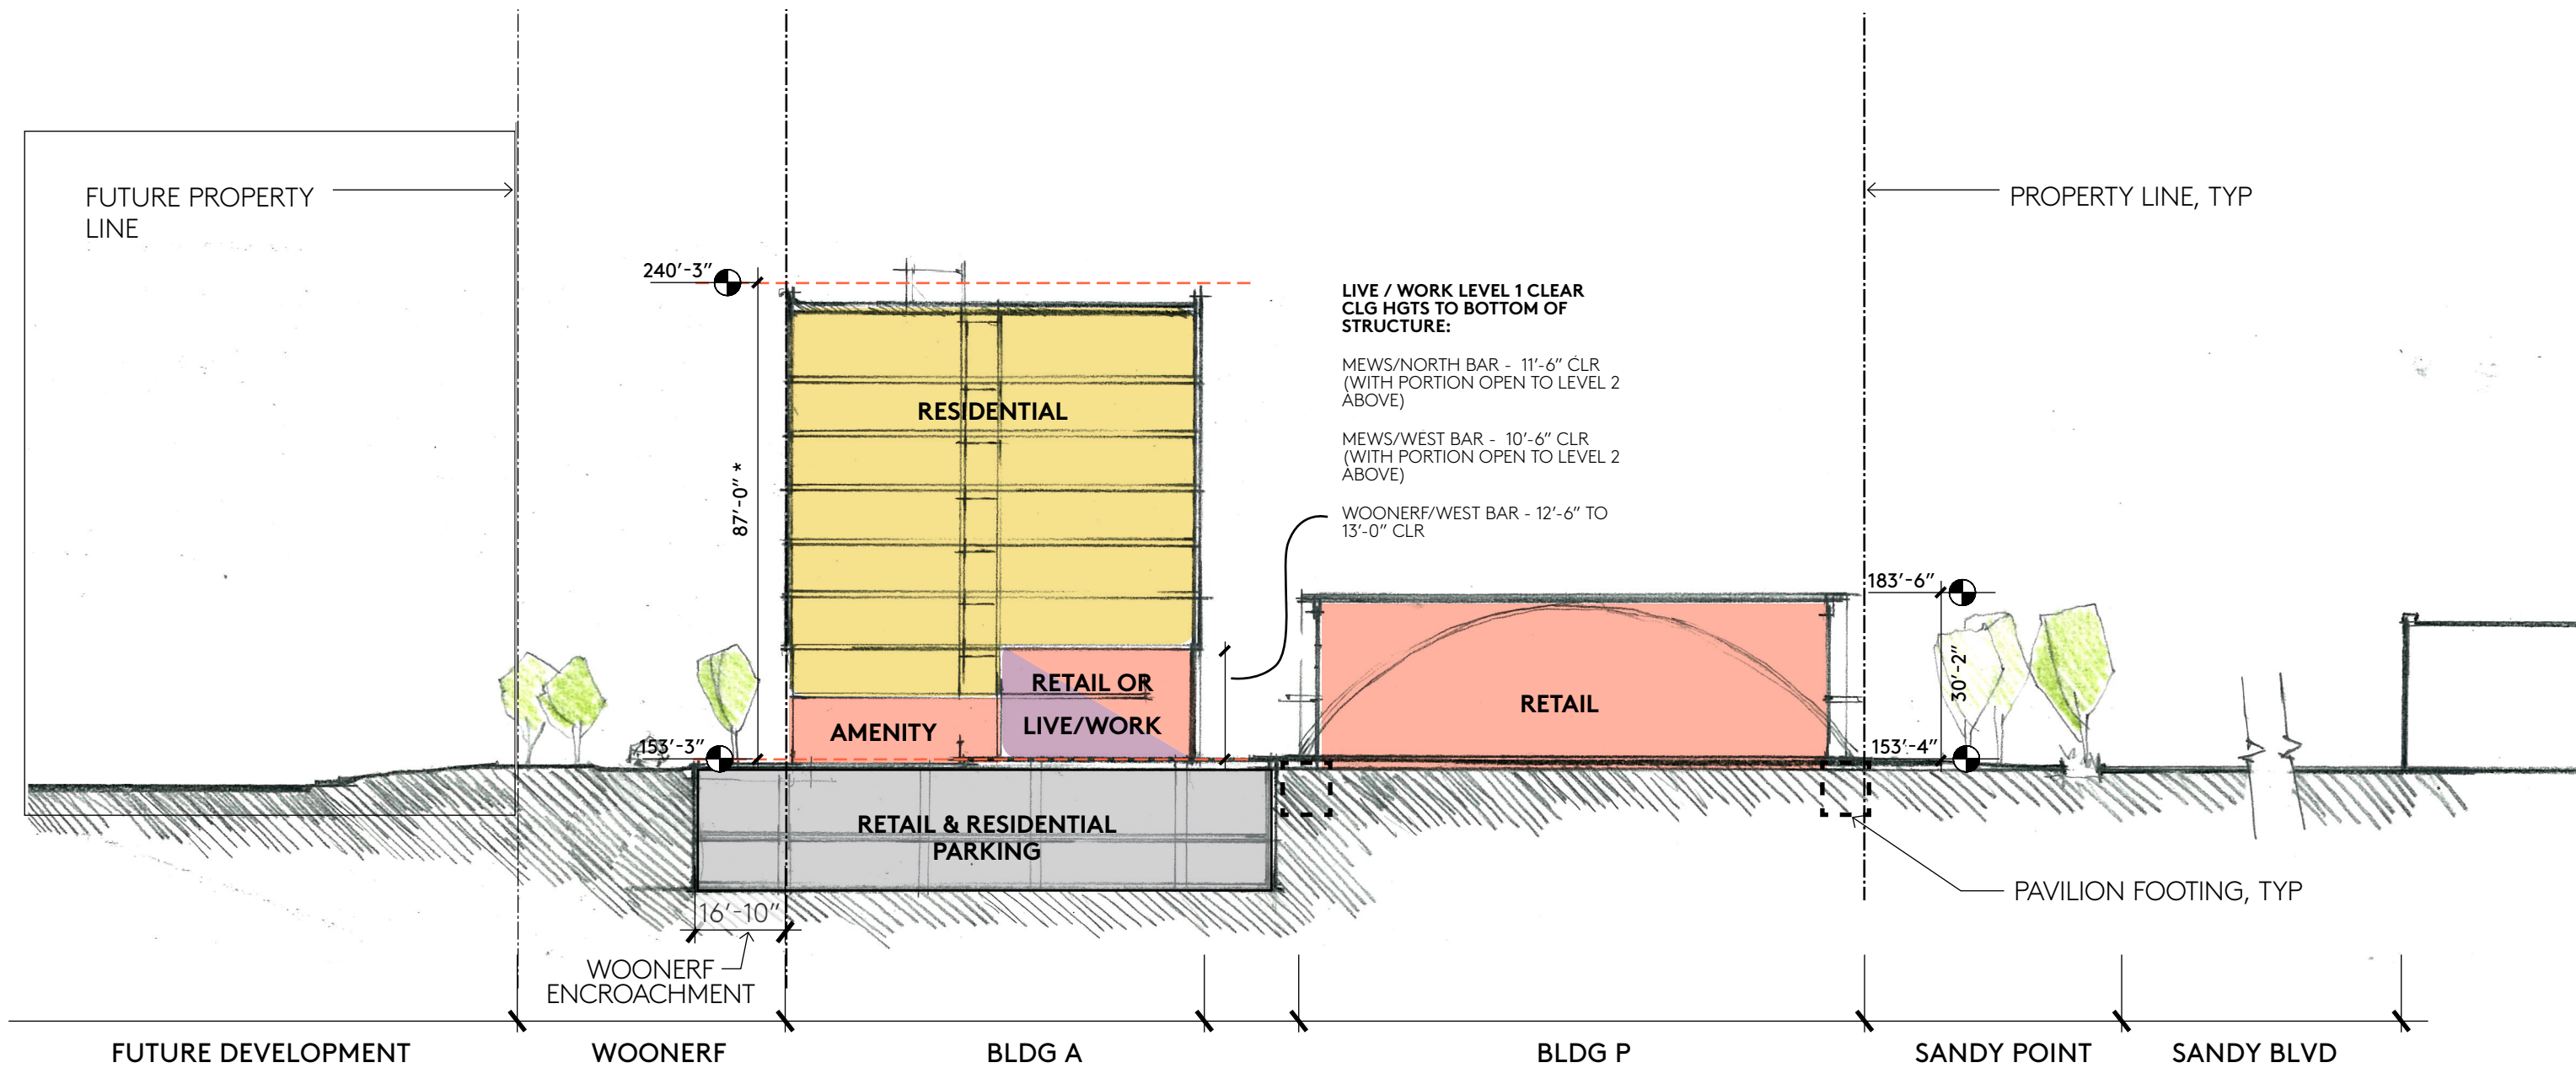 FUTURE PROPERTY
LINE
PROPERTY LINE, TYP
240'-3"
LIVE / WORK LEVEL 1 CLEAR
CLG HGTS TO BOTTOM OF
STRUCTURE:
MEWS/NORTH BAR - 11'-6" CLR
(WITH PORTION OPEN TO LEVEL 2
ABOVE)
MEWS/WEST BAR - 10'-6" CLR
(WITH PORTION OPEN TO LEVEL 2
ABOVE)
WOONERF/WEST BAR - 12'-6" TO
13'-0" CLR
RESIDENTIAL
87'-0" *
183'-6"
30'-2"
RETAIL OR
LIVE/WORK
AMENITY
RETAIL
153'-3"
153'-4"
RETAIL & RESIDENTIAL
PARKING
PAVILION FOOTING, TYP
16'-10"
WOONERF
ENCROACHMENT
FUTURE DEVELOPMENT
WOONERF
BLDG A
BLDG P
SANDY POINT
SANDY BLVD